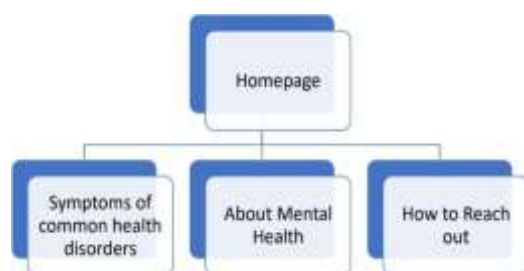 Homepage
Symptoms of
common health
disorders
About Mental
Health
How to Reach
out